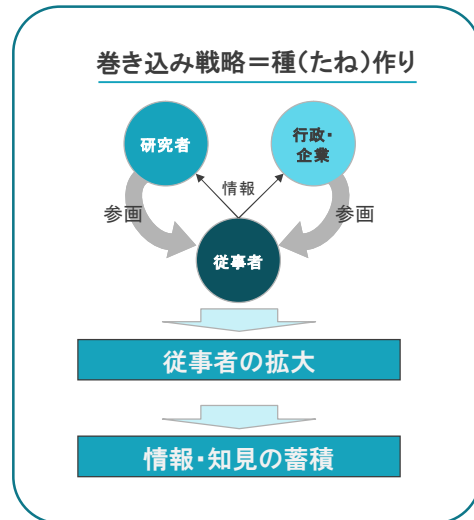 巻き込み戦略＝種（たね）作り
研究者
行政・
企業
情報
参画
参画
従事者
従事者の拡大
情報・知見の蓄積